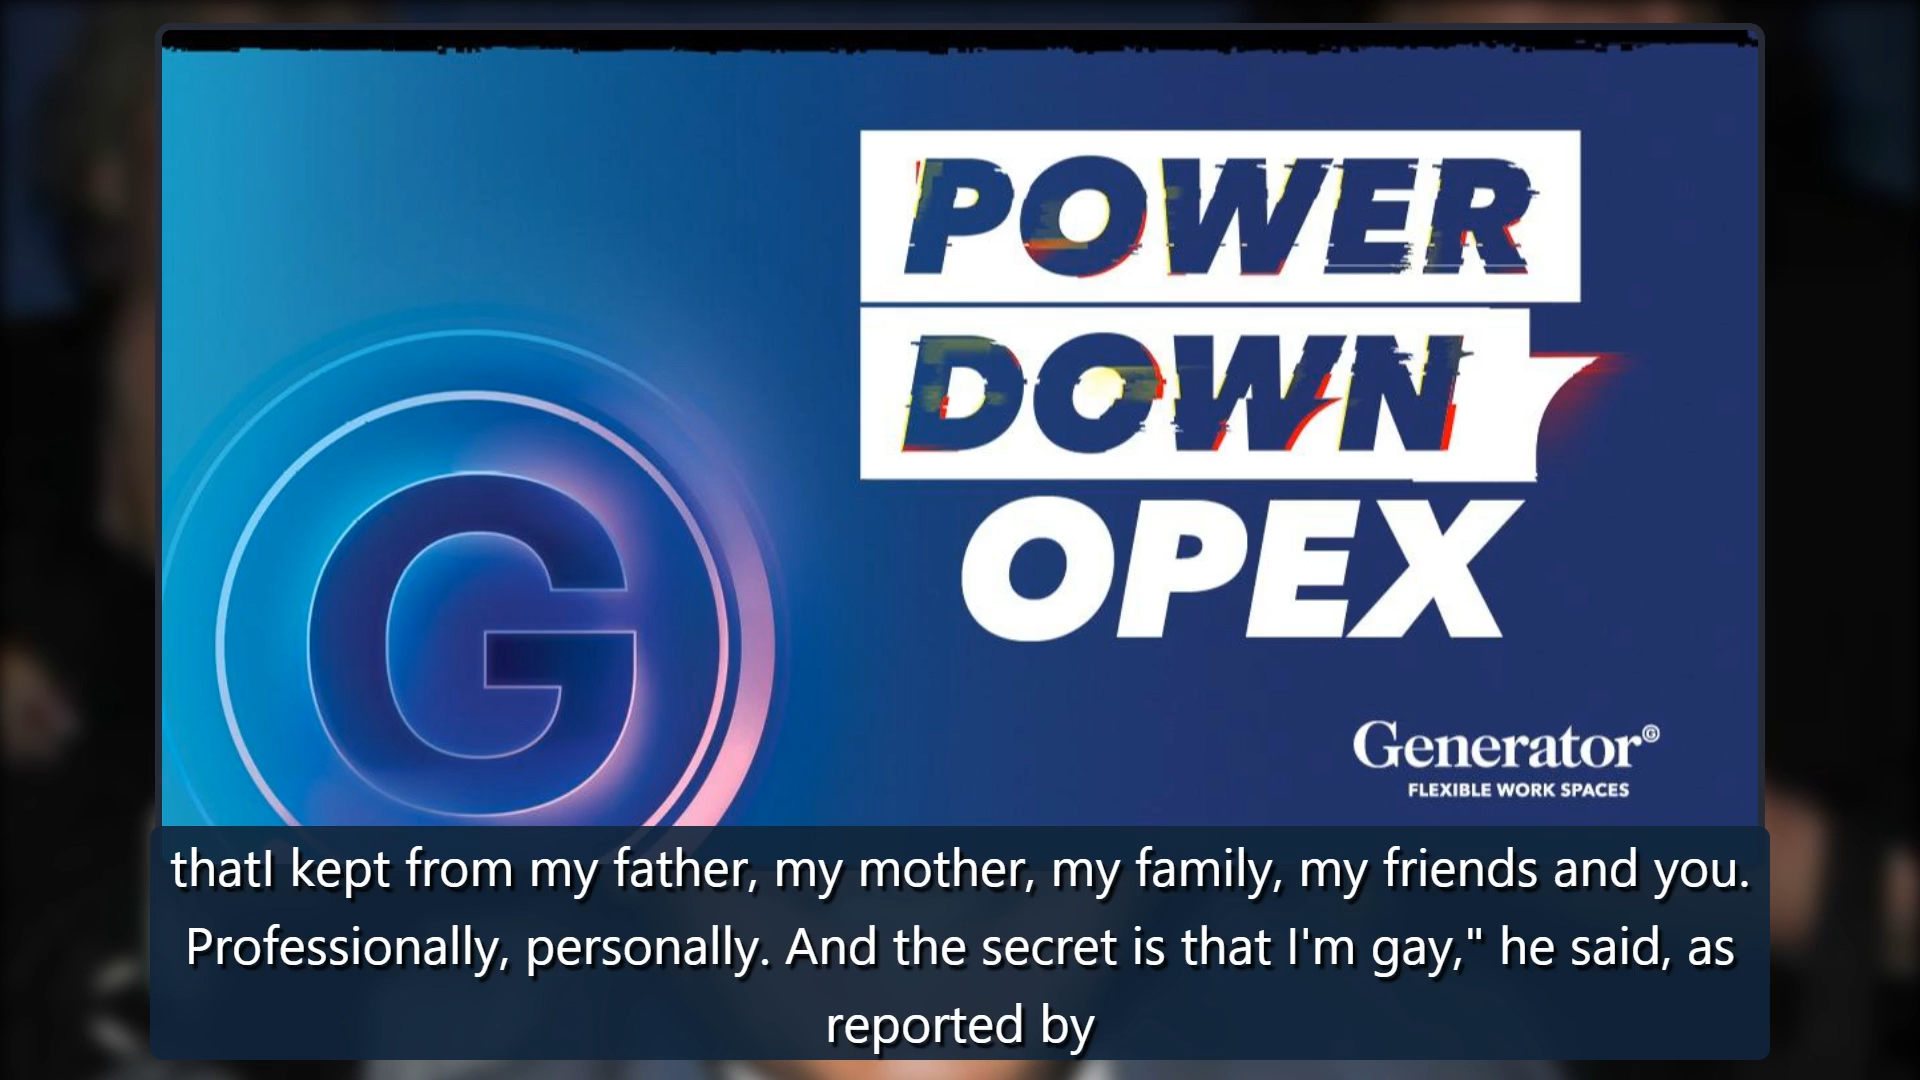 POWER
DOWN
OPEX
G
Generator G
FLEXIBLE WORK SPACES
thatI kept from my father, my mother, my family, my friends and you.
Professionally, personally. And the secret is that I'm gay," he said, as
reported by